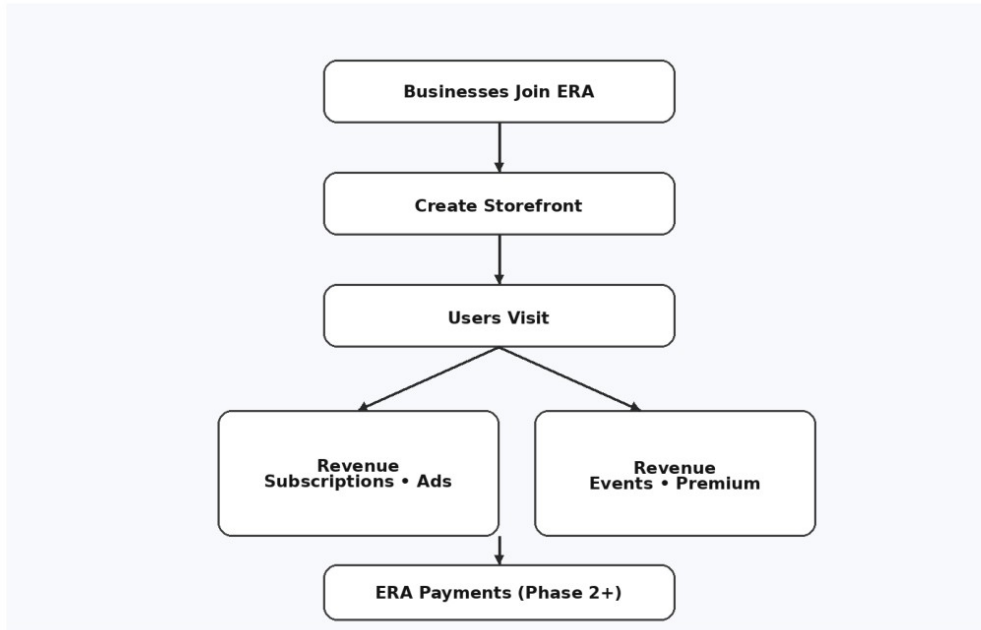 Businesses Join ERA
Create Storefront
Users Visit
Revenue
Subscriptions • Ads
Revenue
Events • Premium
ERA Payments (Phase 2+)